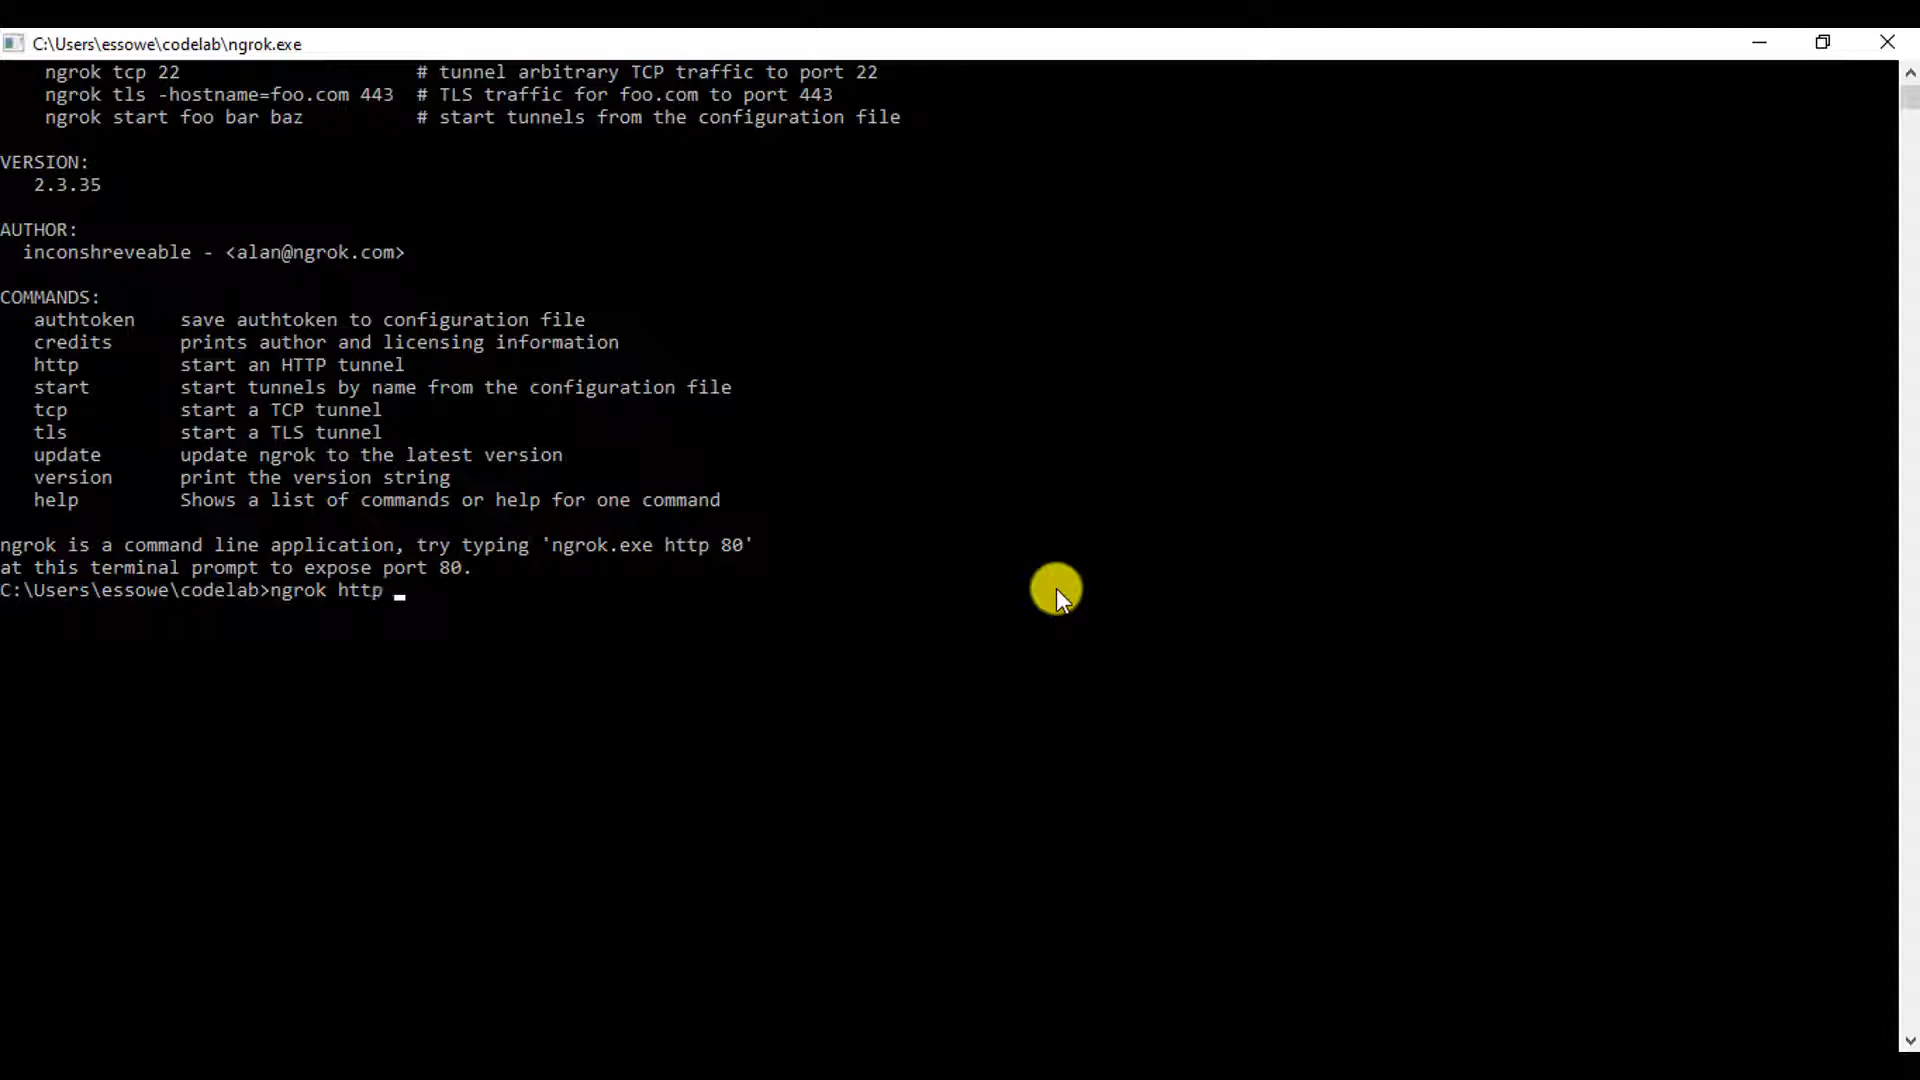 C:\Users\essowe\codelab\ngrok.exe
ngrok tcp 22 # tunnel arbitrary TCP traffic to port 22
ngrok tls -hostname=foo.com 443 # TLS traffic for foo.com to port 443
ngrok start foo bar baz # start tunnels from the configuration file
VERSION:
2.3.35
AUTHOR:
inconshreveable - <alan@ngrok.com>
COMMANDS:
authtoken save authtoken to configuration file
credits prints author and licensing information
http start an HTTP tunnel
start start tunnels by name from the configuration file
tcp start a TCP tunnel
tls start a TLS tunnel
update update ngrok to the latest version
version print the version string
help Shows a list of commands or help for one command
ngrok is a command line application, try typing 'ngrok.exe http 80'
at this terminal prompt to expose port 80.
C:\Users\essowe\codelab>ngrok http